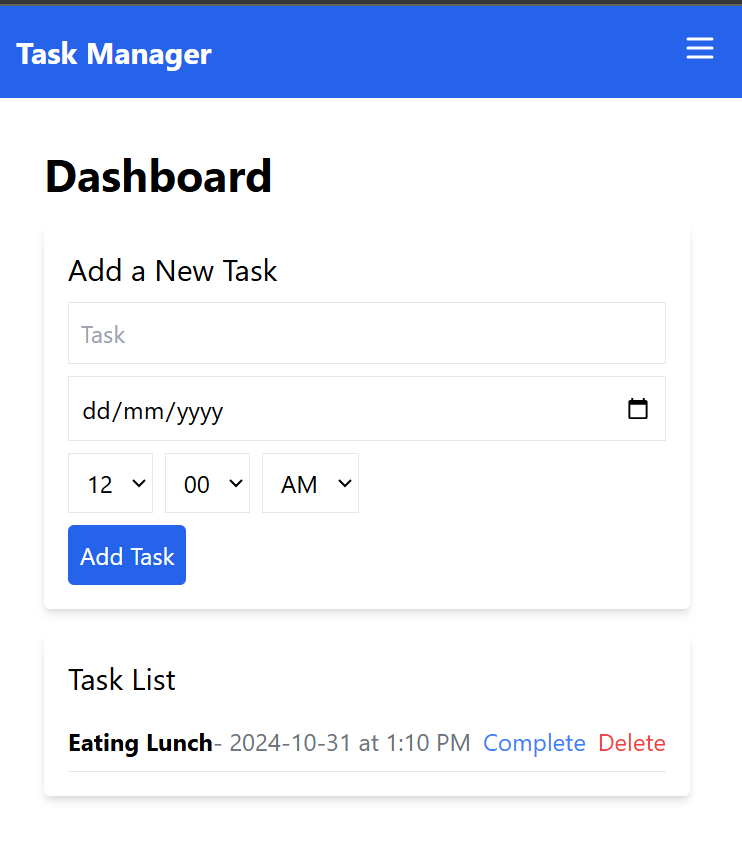 Task Manager
Dashboard
Add a New Task
Task
dd/mm/yyyy
12 00 AM
Add Task
Task List
Eating Lunch- 2024-10-31 at 1:10 PM Complete Delete